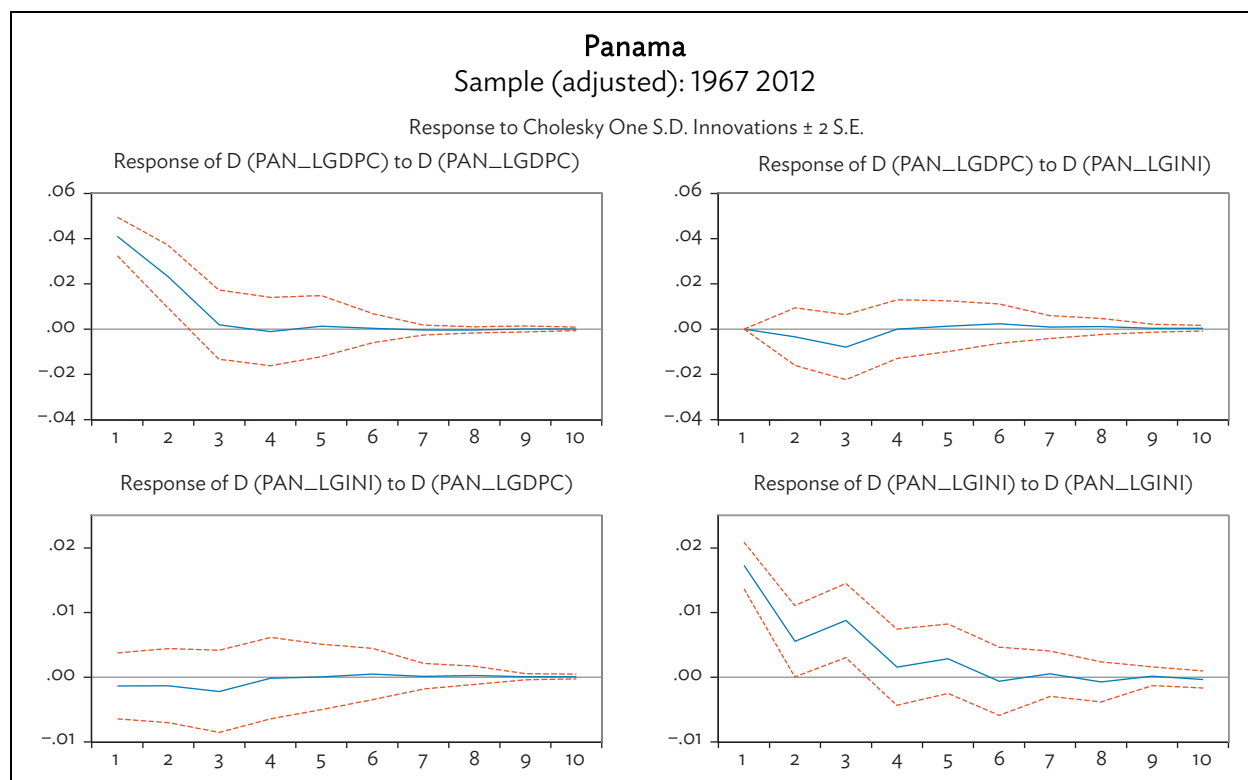 Panama
Sample (adjusted): 1967 2012
Response to Cholesky One S.D. Innovations ± 2 S.E.
Response of D (PAN_LGDPC) to D (PAN_LGDPC)
.06
.04
.02
.00
−.02
−.04
1 2 3 4 5 6 7 8 9 10
Response of D (PAN_LGDPC) to D (PAN_LGINI)
.06
.04
.02
.00
−.02
−.04
1 2 3 4 5 6 7 8 9 10
Response of D (PAN_LGINI) to D (PAN_LGDPC)
.02
.01
.00
−.01
1 2 3 4 5 6 7 8 9 10
Response of D (PAN_LGINI) to D (PAN_LGINI)
.02
.01
.00
−.01
1 2 3 4 5 6 7 8 9 10